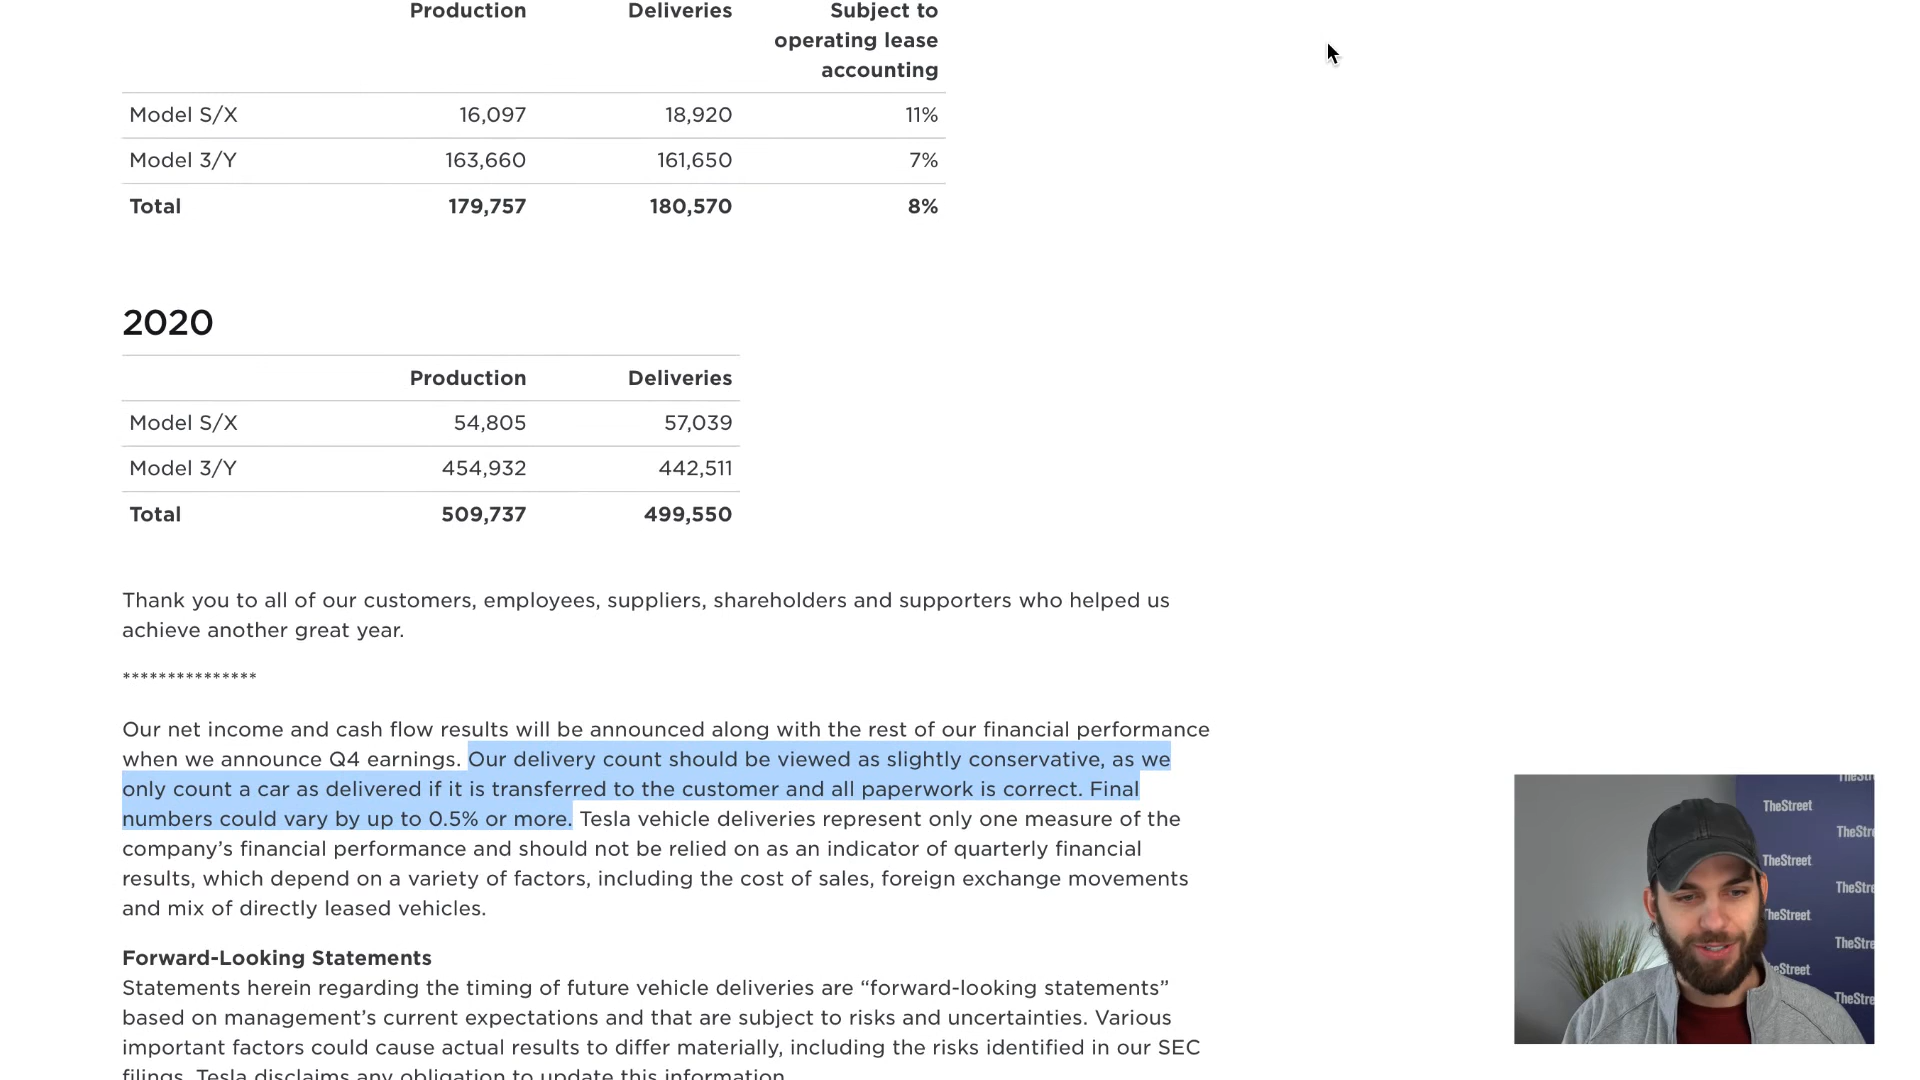 Production Deliveries Subject to
operating lease
accounting
Model S/X 16,097 18,920 11%
Model 3/Y 163,660 161,650 7%
Total 179,757 180,570 8%
2020
Production Deliveries
Model S/X 54,805 57,039
Model 3/Y 454,932 442,511
Total 509,737 499,550
Thank you to all of our customers, employees, suppliers, shareholders and supporters who helped us
achieve another great year.
***************
Our net income and cash flow results will be announced along with the rest of our financial performance
when we announce Q4 earnings. Our delivery count should be viewed as slightly conservative, as we
only count a car as delivered if it is transferred to the customer and all paperwork is correct. Final
numbers could vary by up to 0.5% or more. Tesla vehicle deliveries represent only one measure of the
company’s financial performance and should not be relied on as an indicator of quarterly financial
results, which depend on a variety of factors, including the cost of sales, foreign exchange movements
and mix of directly leased vehicles.
Forward-Looking Statements
Statements herein regarding the timing of future vehicle deliveries are “forward-looking statements”
based on management’s current expectations and that are subject to risks and uncertainties. Various
important factors could cause actual results to differ materially, including the risks identified in our SEC
filings. Tesla disclaims any obligation to update this information.
TheStreet
TheStreet
TheStreet